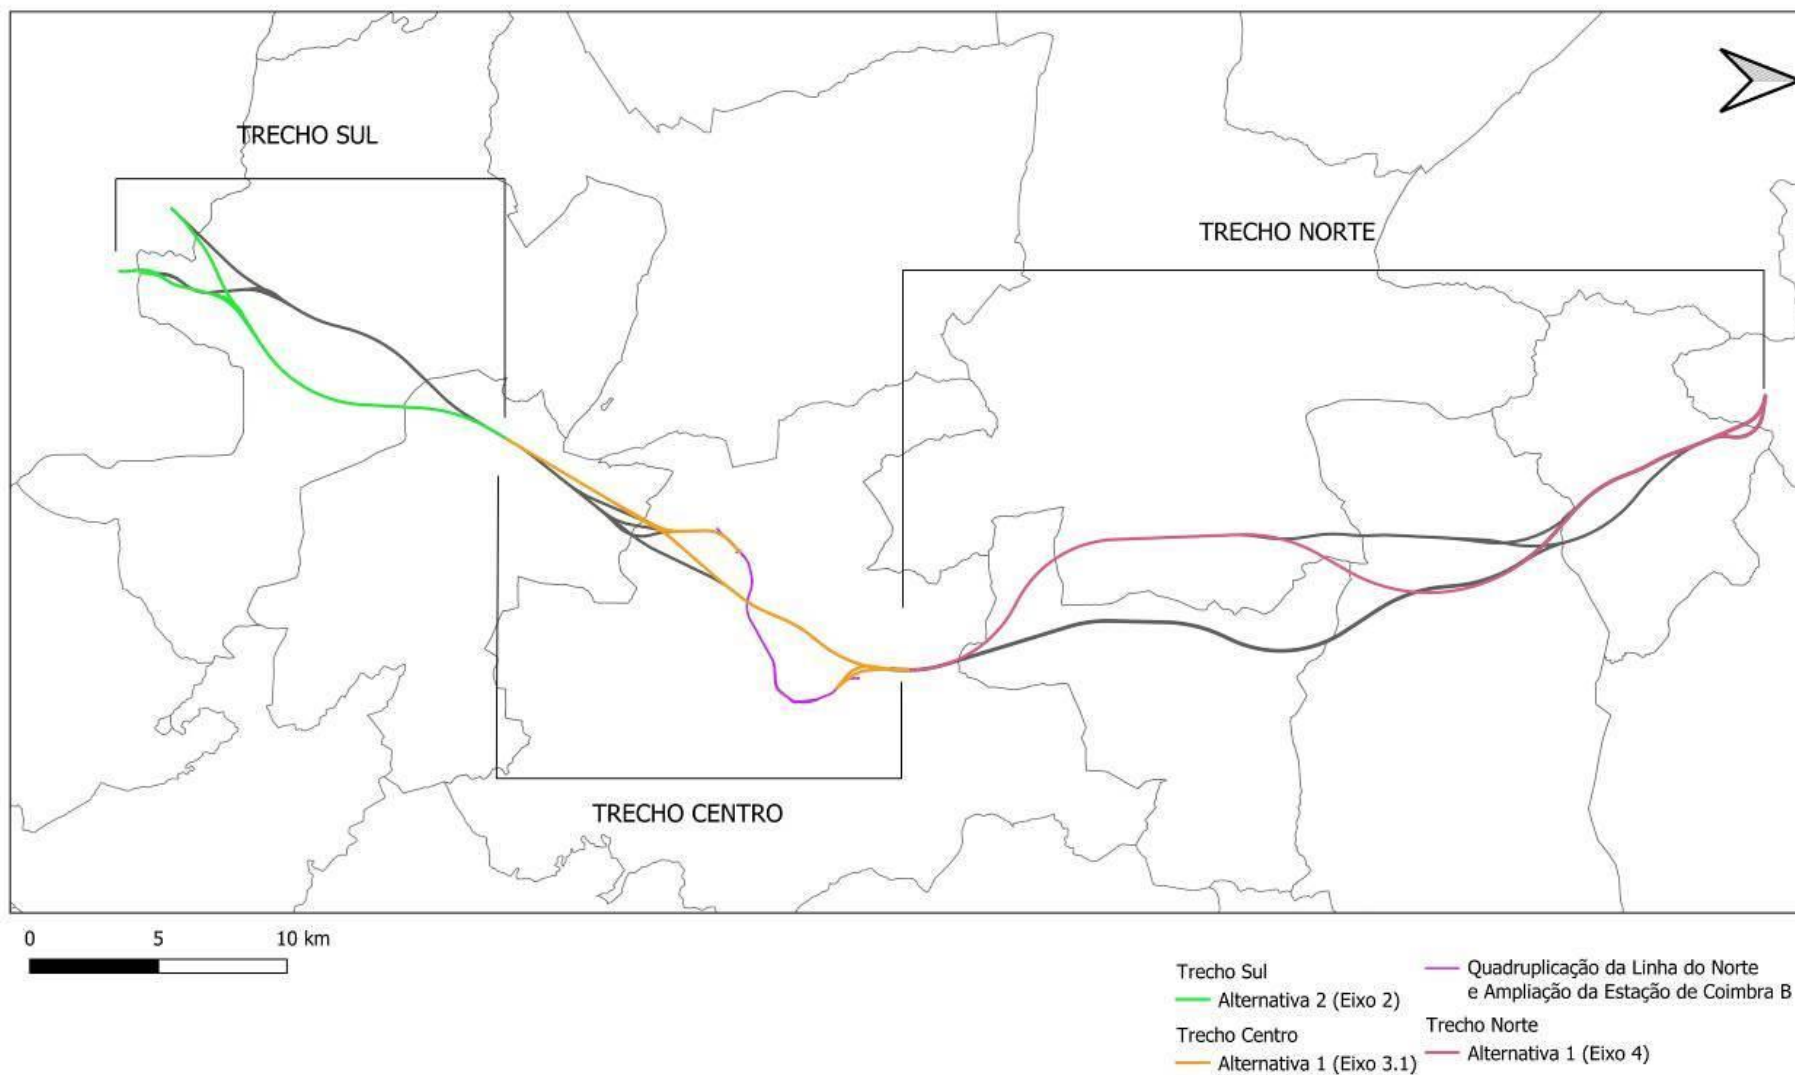 TRECHO SUL
TRECHO NORTE
TRECHO CENTRO
0 5 10 km
Trecho Sul
Alternativa 2 (Eixo 2)
Trecho Centro
Alternativa 1 (Eixo 3.1)
Quadruplicação da Linha do Norte
e Ampliação da Estação de Coimbra B
Trecho Norte
Alternativa 1 (Eixo 4)